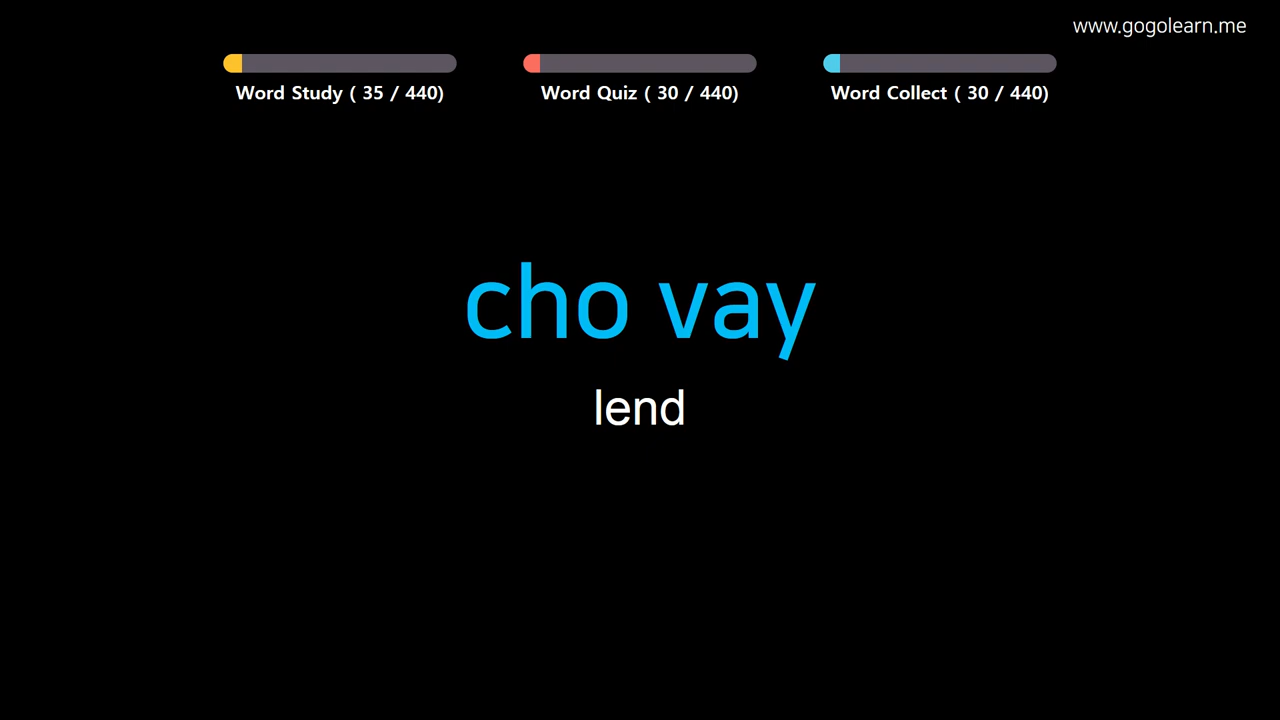 www.gogolearn.me
Word Study ( 35 / 440)
Word Quiz ( 30 / 440)
Word Collect ( 30 / 440)
cho vay
lend